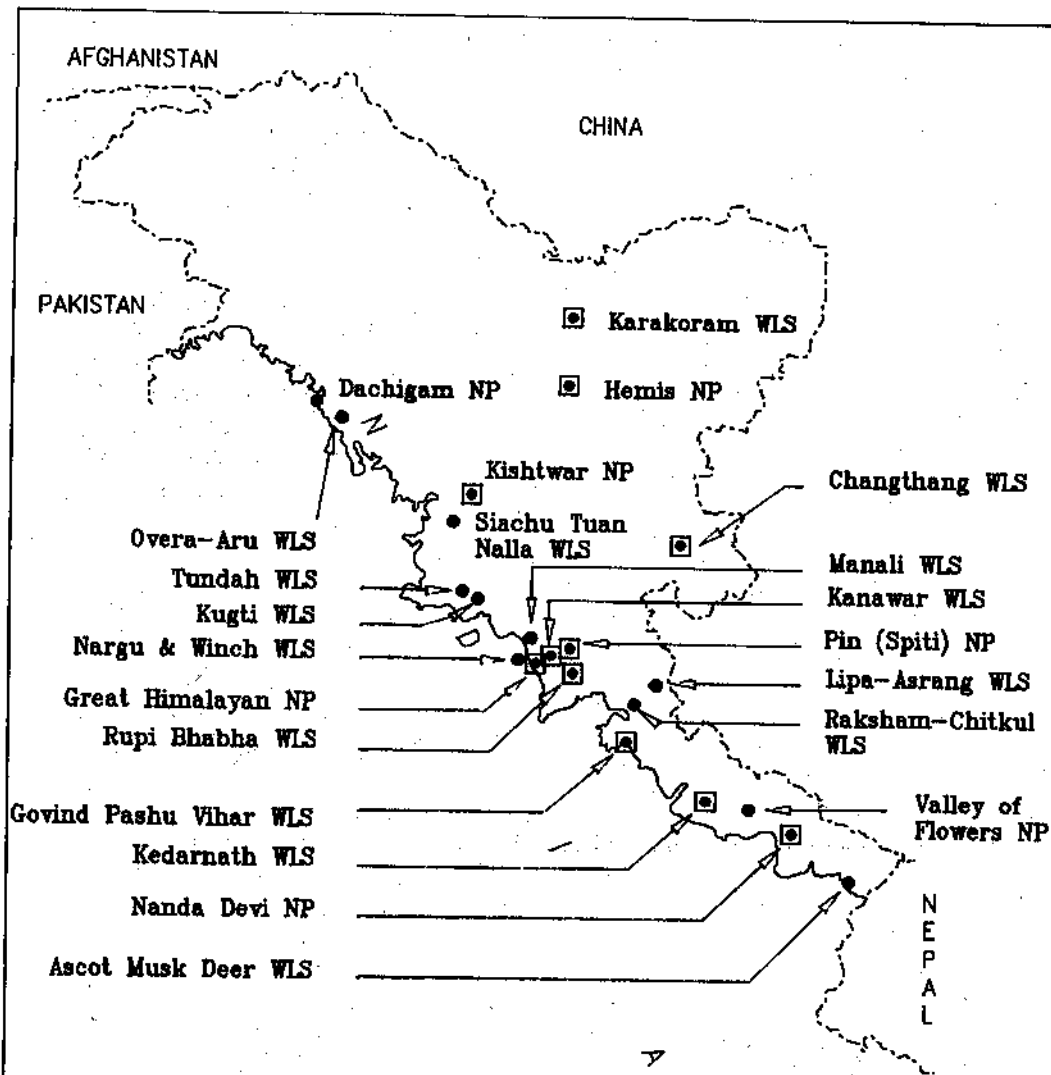 AFGHANISTAN
CHINA
PAKISTAN
Karakoram WLS
Dachigam NP
Hemis NP
Kishtwar NP
Changthang WLS
Overa-Aru WLS
Siachu Tuan
Nalla WLS
Manali WLS
Tundah WLS
Kanawar WLS
Kugti WLS
Pin (Spiti) NP
Nargu & Winch WLS
Lipa-Asrang WLS
Great Himalayan NP
Raksham-Chitkul
WLS
Rupi Bhabha WLS
Govind Pashu Vihar WLS
Valley of
Flowers NP
Kedarnath WLS
Nanda Devi NP
Ascot Musk Deer WLS
NEPAL